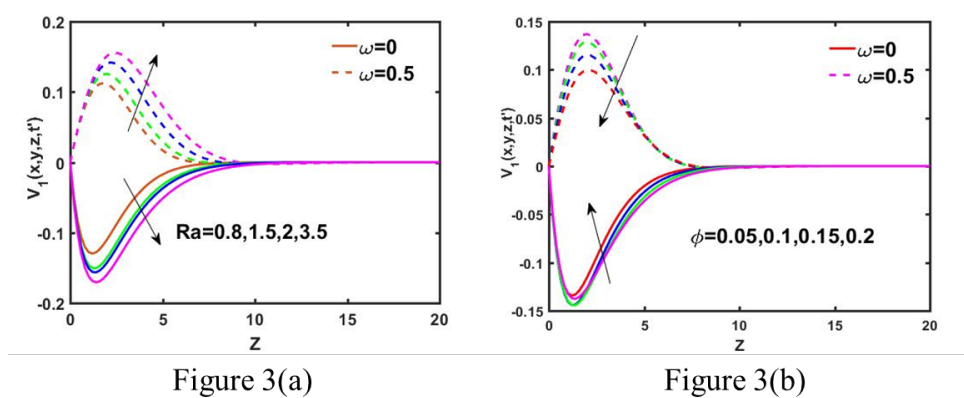 0.2
0.1
0
-0.1
-0.2
V1(x,y,z,t')
ω=0
ω=0.5
Ra=0.8,1.5,2,3.5
0 5 10 15 20
Z
Figure 3(a)
0.15
0.10
0.05
0
-0.05
-0.10
-0.15
V1(x,y,z,t')
ω=0
ω=0.5
ϕ=0.05,0.1,0.15,0.2
0 5 10 15 20
Z
Figure 3(b)